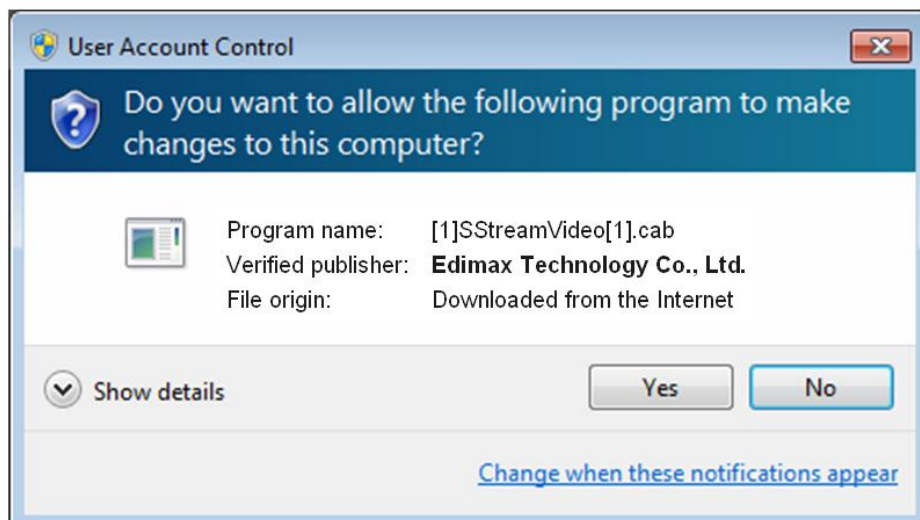 User Account Control
Do you want to allow the following program to make
changes to this computer?
Program name: [1]SStreamVideo[1].cab
Verified publisher: Edimax Technology Co., Ltd.
File origin: Downloaded from the Internet
Show details
Yes
No
Change when these notifications appear